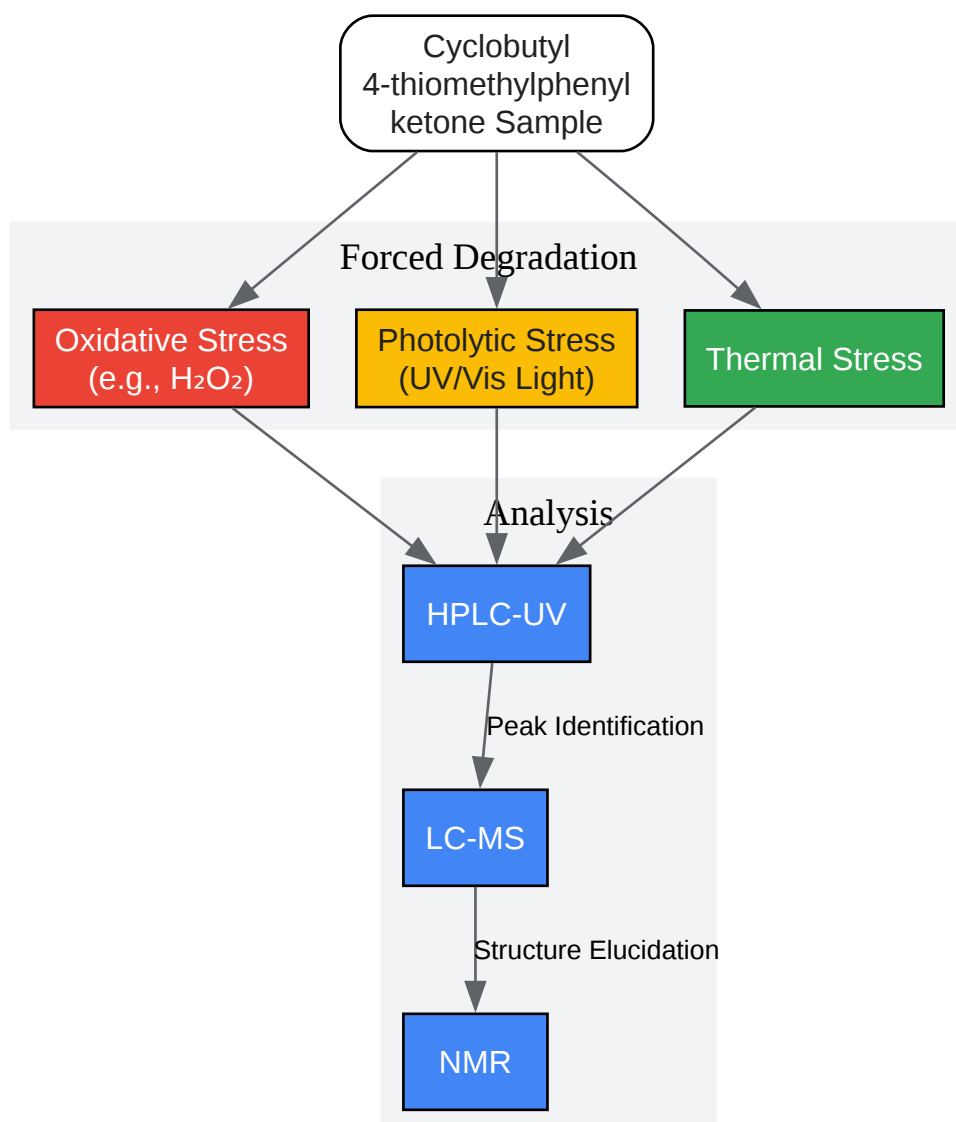 Cyclobutyl
4-thiomethylphenyl
ketone Sample
Forced Degradation
Oxidative Stress
(e.g., H₂O₂)
Photolytic Stress
(UV/Vis Light)
Thermal Stress
Analysis
HPLC-UV
Peak Identification
LC-MS
Structure Elucidation
NMR